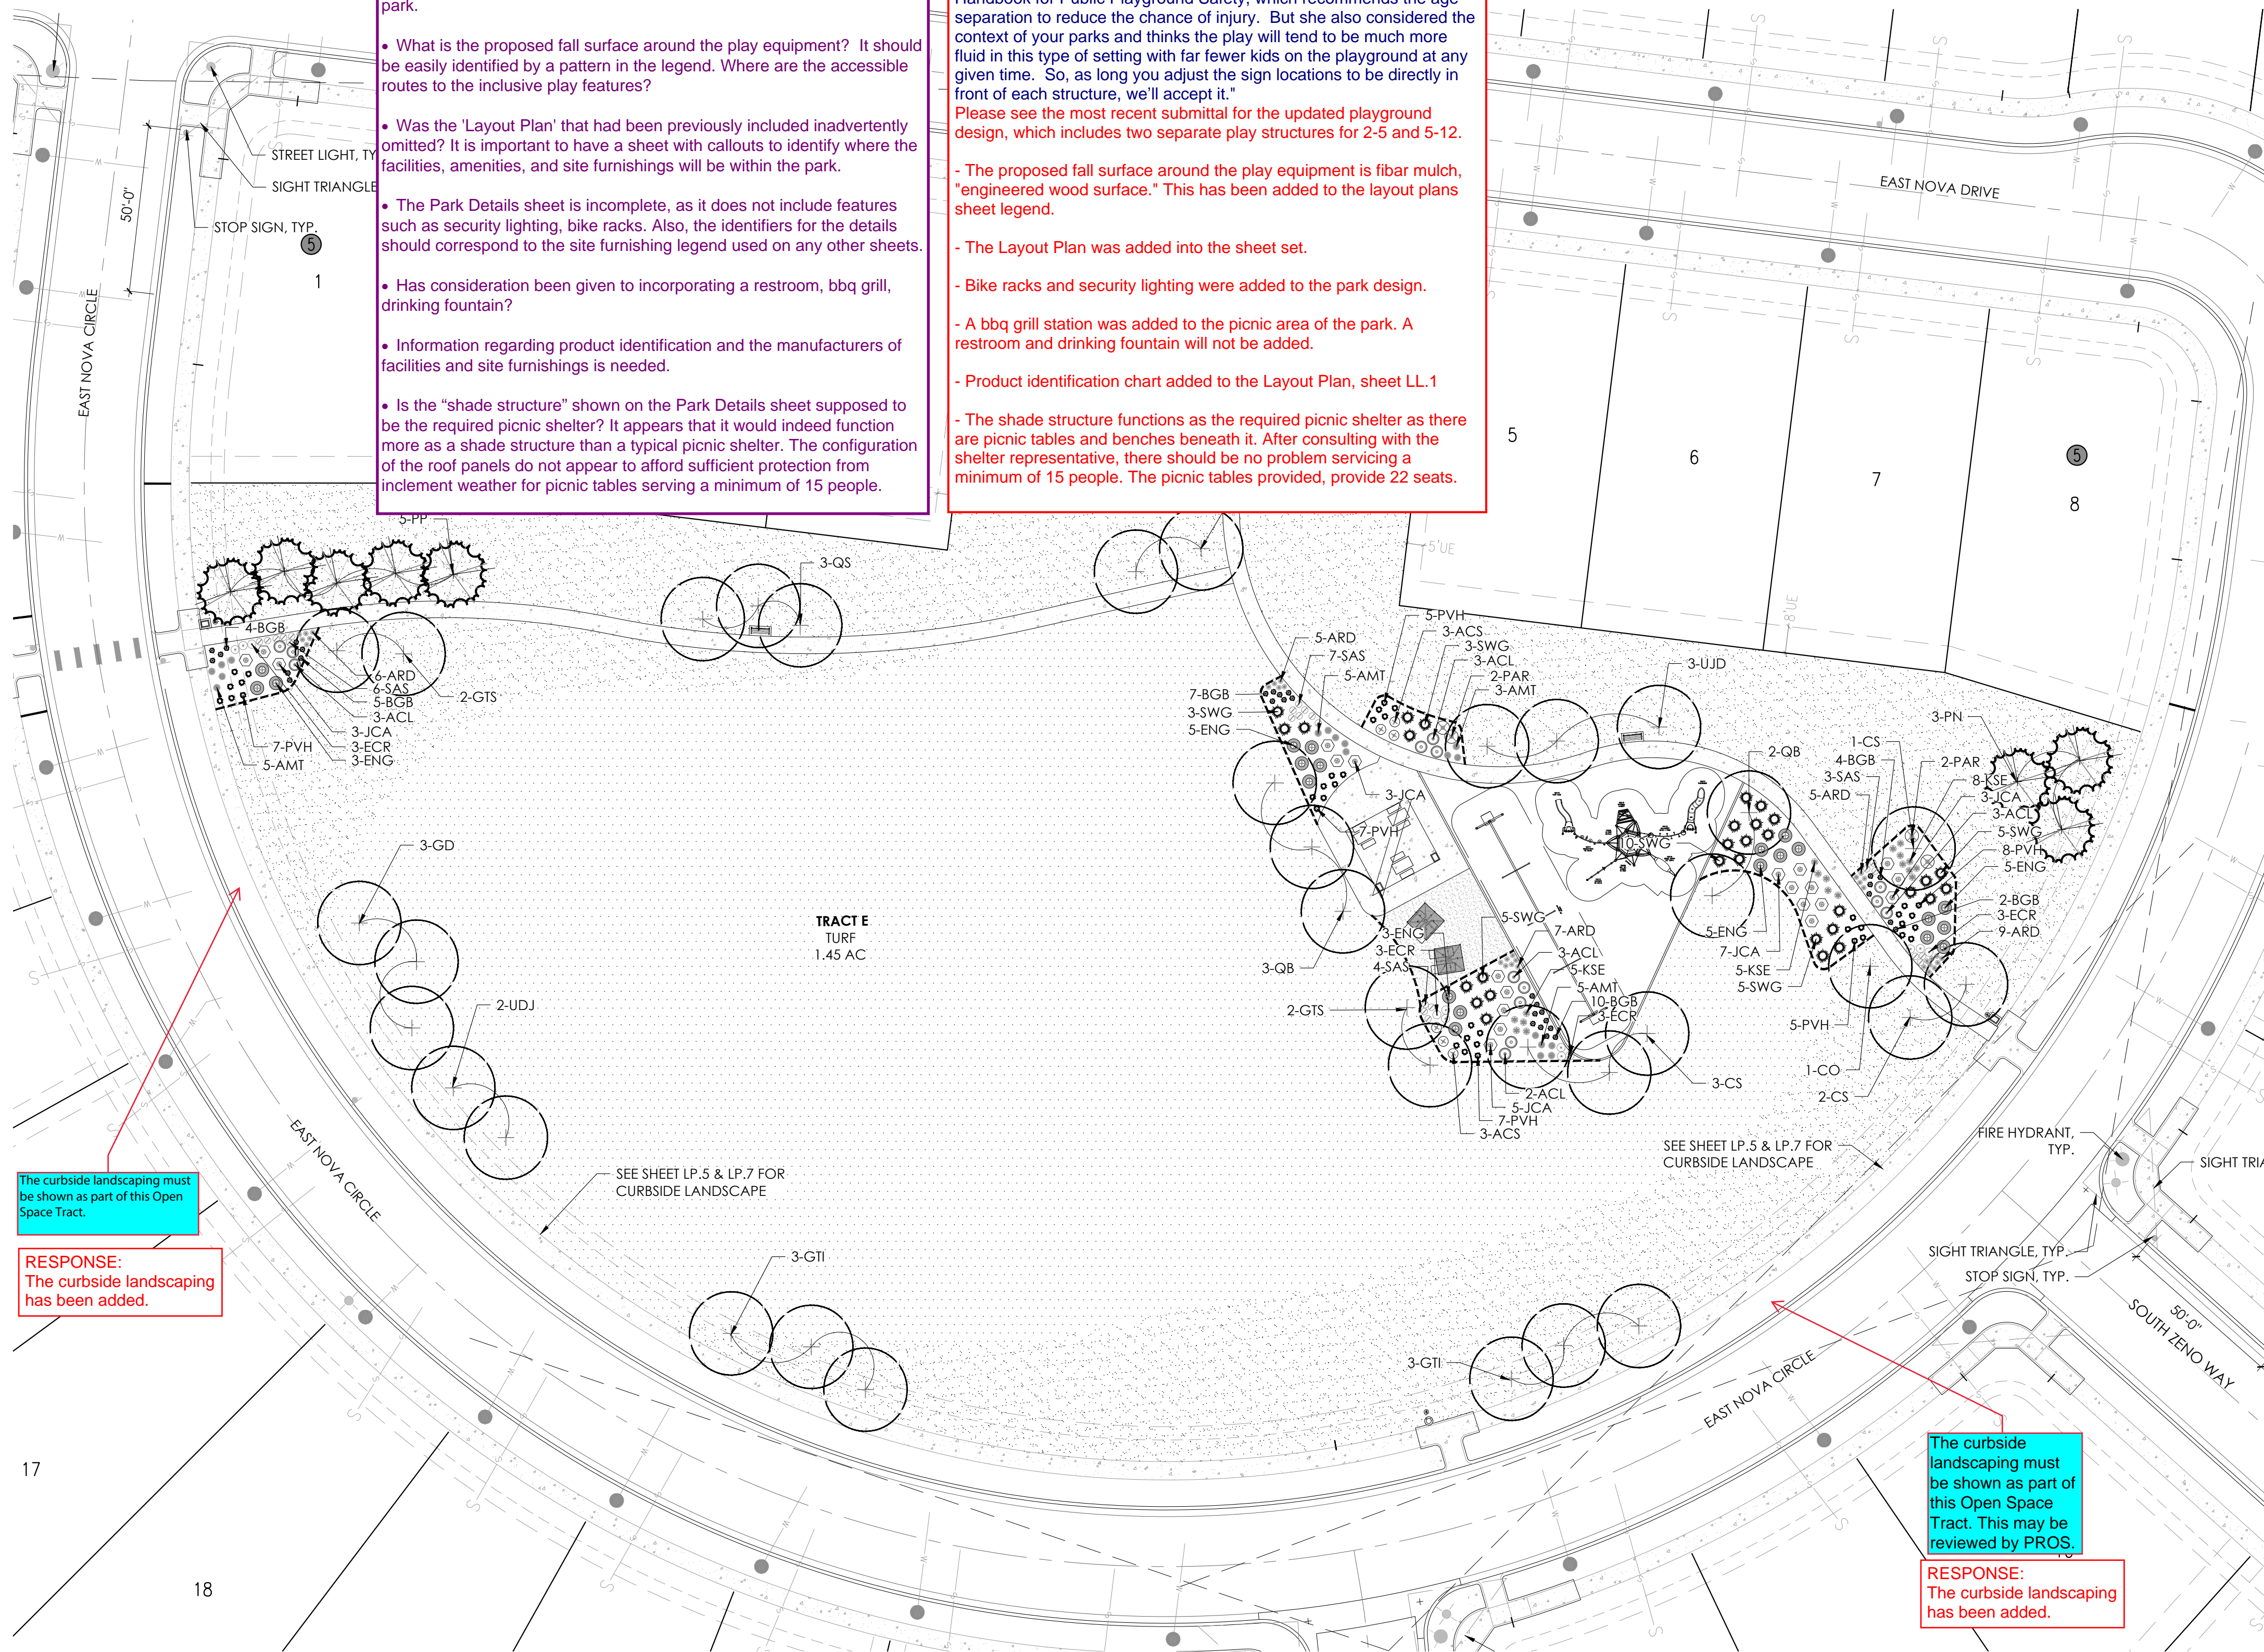 park.
• What is the proposed fall surface around the play equipment? It should
be easily identified by a pattern in the legend. Where are the accessible
routes to the inclusive play features?
• Was the 'Layout Plan' that had been previously included inadvertently
omitted? It is important to have a sheet with callouts to identify where the
facilities, amenities, and site furnishings will be within the park.
• The Park Details sheet is incomplete, as it does not include features
such as security lighting, bike racks. Also, the identifiers for the details
should correspond to the site furnishing legend used on any other sheets.
• Has consideration been given to incorporating a restroom, bbq grill,
drinking fountain?
• Information regarding product identification and the manufacturers of
facilities and site furnishings is needed.
• Is the “shade structure” shown on the Park Details sheet supposed to
be the required picnic shelter? It appears that it would indeed function
more as a shade structure than a typical picnic shelter. The configuration
of the roof panels do not appear to afford sufficient protection from
inclement weather for picnic tables serving a minimum of 15 people.
Handbook for Public Playground Safety, which recommends the age
separation to reduce the chance of injury. But she also considered the
context of your parks and thinks the play will tend to be much more
fluid in this type of setting with far fewer kids on the playground at any
given time. So, as long you adjust the sign locations to be directly in
front of each structure, we’ll accept it."
Please see the most recent submittal for the updated playground
design, which includes two separate play structures for 2-5 and 5-12.
- The proposed fall surface around the play equipment is fibar mulch,
"engineered wood surface." This has been added to the layout plans
sheet legend.
- The Layout Plan was added into the sheet set.
- Bike racks and security lighting were added to the park design.
- A bbq grill station was added to the picnic area of the park. A
restroom and drinking fountain will not be added.
- Product identification chart added to the Layout Plan, sheet LL.1
- The shade structure functions as the required picnic shelter as there
are picnic tables and benches beneath it. After consulting with the
shelter representative, there should be no problem servicing a
minimum of 15 people. The picnic tables provided, provide 22 seats.
STREET LIGHT, TY
SIGHT TRIANGLE
STOP SIGN, TYP.
50'-0"
5
1
EAST NOVA CIRCLE
EAST NOVA DRIVE
5
6
7
5
8
5'UE
8'UE
5-PP
3-QS
4-BGB
6-ARD
6-SAS
5-BGB
3-ACL
3-JCA
3-ECR
3-ENG
7-PVH
5-AMT
2-GTS
5-ARD
7-SAS
5-AMT
7-BGB
3-SWG
5-ENG
5-PVH
3-ACS
3-SWG
3-ACL
2-PAR
3-AMT
3-UJD
3-JCA
7-PVH
10-SWG
2-QB
3-PN
1-CS
4-BGB
3-SAS
5-ARD
2-PAR
8-KSE
3-JCA
3-ACL
5-SWG
8-PVH
5-ENG
2-BGB
3-ECR
9-ARD
5-ENG
7-JCA
5-KSE
5-SWG
5-PVH
1-CO
2-CS
3-GD
2-UDJ
TRACT E
TURF
1.45 AC
3-ENG
3-ECR
4-SAS
3-QB
2-GTS
5-SWG
7-ARD
3-ACL
5-KSE
5-AMT
10-BGB
3-ECR
3-CS
2-ACL
5-JCA
7-PVH
3-ACS
SEE SHEET LP.5 & LP.7 FOR
CURBSIDE LANDSCAPE
SEE SHEET LP.5 & LP.7 FOR
CURBSIDE LANDSCAPE
FIRE HYDRANT,
TYP.
SIGHT TRIA
SIGHT TRIANGLE, TYP.
STOP SIGN, TYP.
50'-0"
SOUTH ZENO WAY
EAST NOVA CIRCLE
EAST NOVA CIRCLE
3-GTI
3-GTI
The curbside landscaping must
be shown as part of this Open
Space Tract.
RESPONSE:
The curbside landscaping
has been added.
The curbside
landscaping must
be shown as part of
this Open Space
Tract. This may be
reviewed by PROS.
RESPONSE:
The curbside landscaping
has been added.
17
18